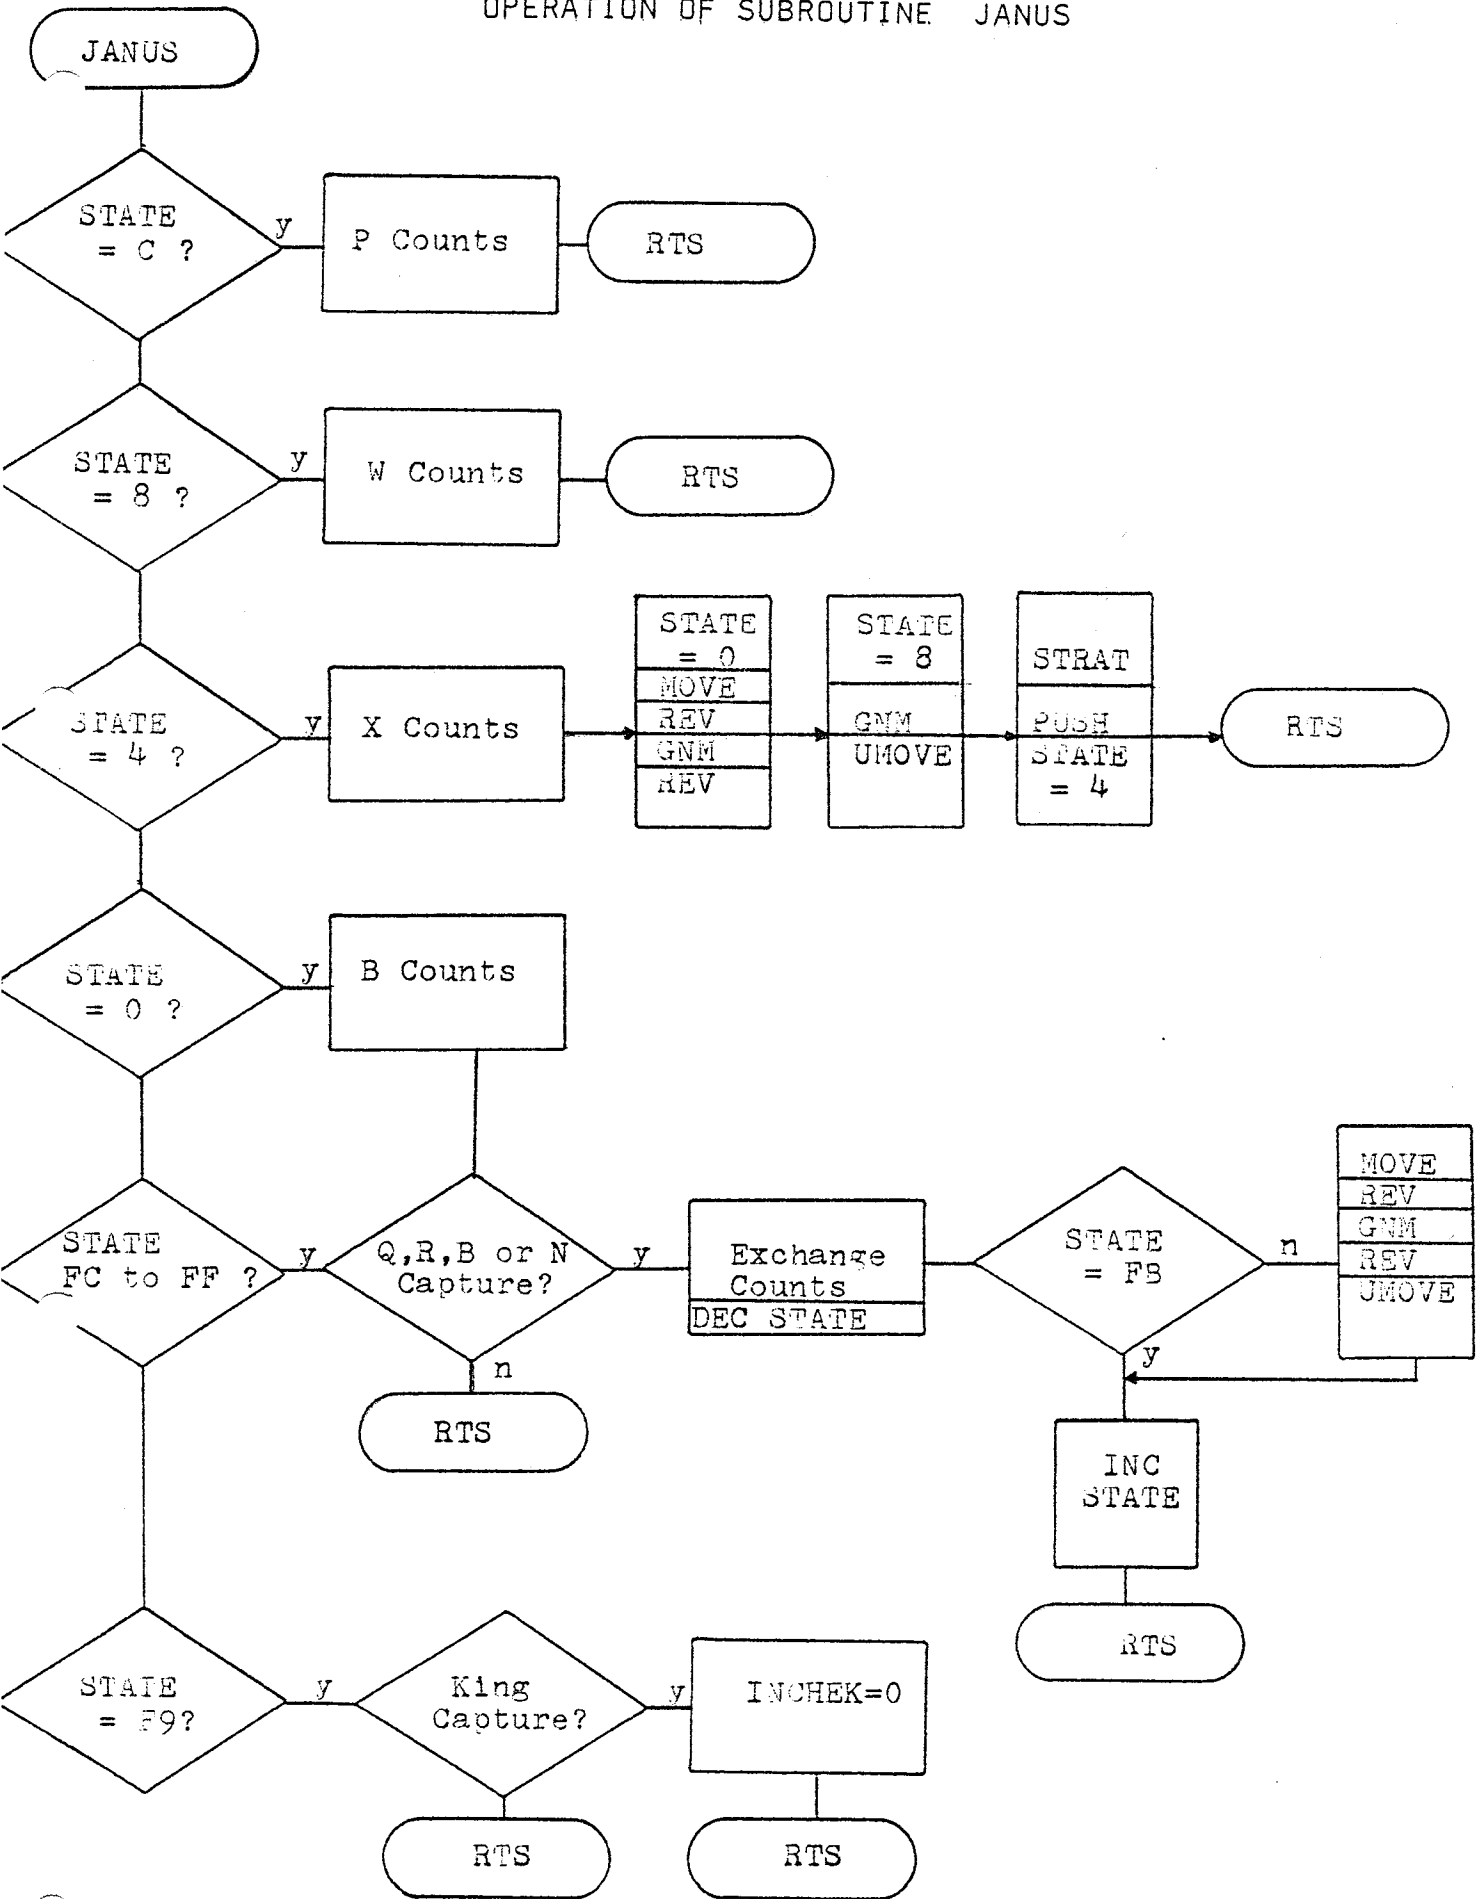 OPERATION OF SUBROUTINE JANUS
JANUS
STATE
= C ?
y
P Counts
RTS
STATE
= 8 ?
y
W Counts
RTS
STATE
= 4 ?
y
X Counts
STATE
= 0
MOVE
REV
GNM
REV
STATE
= 8
GNM
UMOVE
STRAT
PUSH
STATE
= 4
RTS
STATE
= 0 ?
y
B Counts
STATE
FC to FF ?
y
Q,R,B or N
Capture?
y
n
RTS
Exchange
Counts
DEC STATE
STATE
= FB
n
y
MOVE
REV
GNM
REV
UMOVE
INC
STATE
RTS
STATE
= F9?
y
King
Capture?
y
INCHEK=0
RTS
RTS